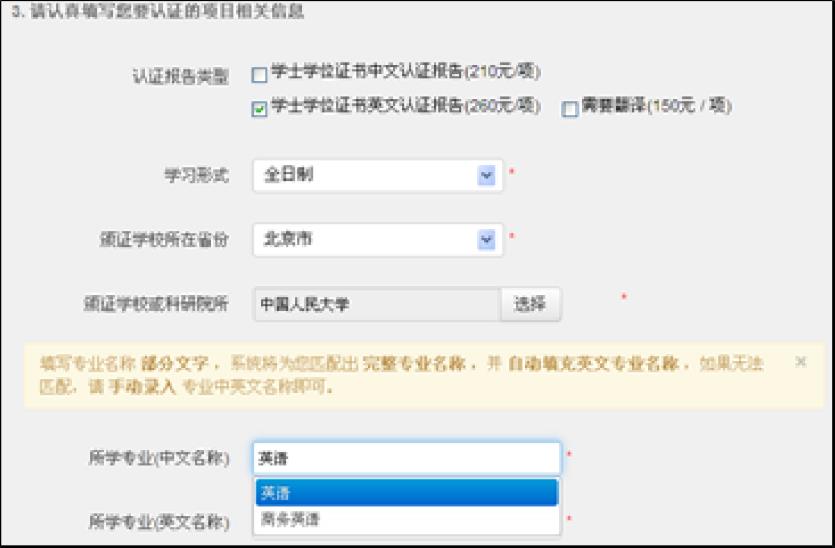 3. 请认真填写您要认证的项目相关信息
认证报告类型 学士学位证书中文认证报告(210元/项)
学士学位证书英文认证报告(260元/项) 需要翻译(150元 / 项)
学习形式 全日制 *
颁证学校所在省份 北京市 *
颁证学校或科研院所 中国人民大学 选择 *
填写专业名称 部分文字，系统将为您匹配出 完整专业名称，并 自动填充英文专业名称，如果无法 ×
匹配，请 手动录入 专业中英文名称即可。
所学专业(中文名称) 英语 *
英语
商务英语
所学专业(英文名称) *